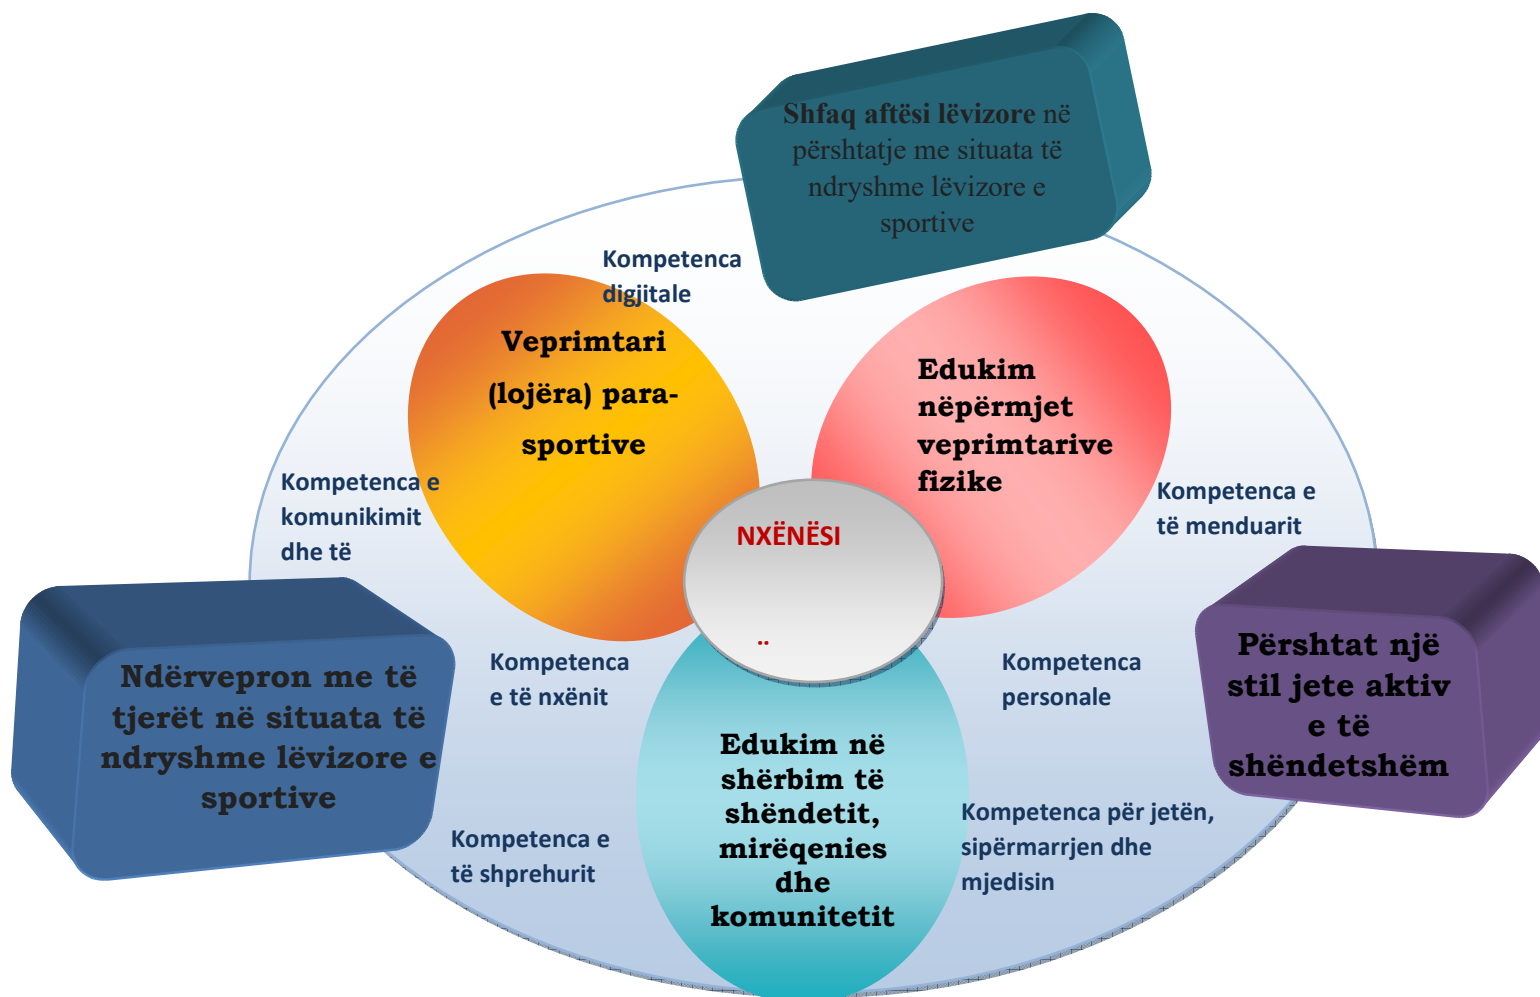 Shfaq aftësi lëvizore në
përshtatje me situata të
ndryshme lëvizore e
sportive
Kompetenca
digjitale
Veprimtari
(lojëra) para-
sportive
Edukim
nëpërmjet
veprimtarive
fizike
Kompetenca e
komunikimit
dhe të
Kompetenca e
të menduarit
NXËNËSI
..
Ndërvepron me të
tjerët në situata të
ndryshme lëvizore e
sportive
Kompetenca
e të nxënit
Kompetenca
personale
Përshtat një
stil jete aktiv
e të
shëndetshëm
Edukim në
shërbim të
shëndetit,
mirëqenies
dhe
komunitetit
Kompetenca e
të shprehurit
Kompetenca për jetën,
sipërmarrjen dhe
mjedisin